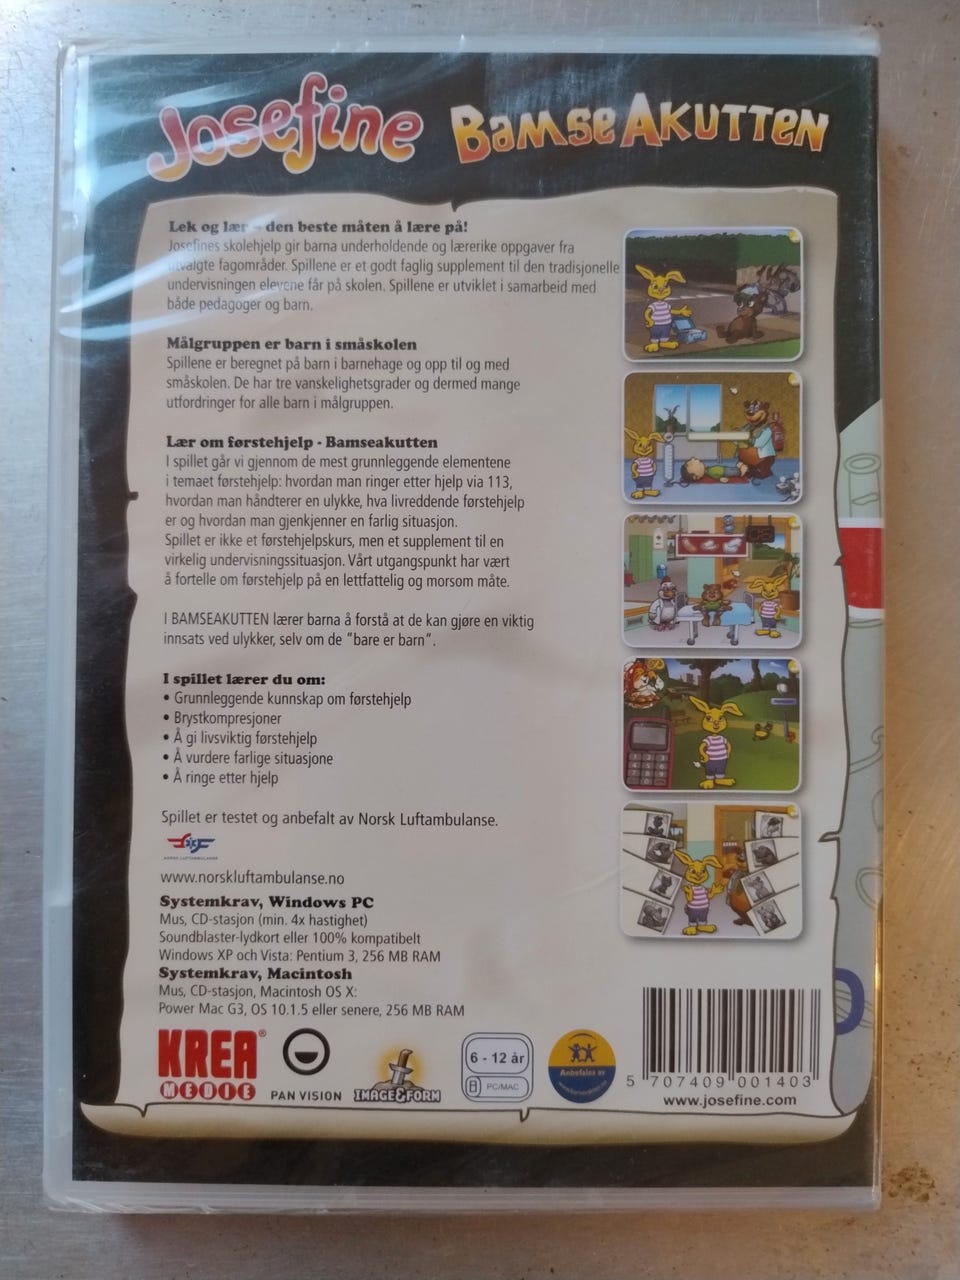 Josefine BAMSEAKUTTEN
Lek og lær – den beste måten å lære på!
Josefines skolehjelp gir barna underholdende og lærerike oppgaver fra
utvalgte fagområder. Spillene er et godt faglig supplement til den tradisjonelle
undervisningen elevene får på skolen. Spillene er utviklet i samarbeid med
både pedagoger og barn.
Målgruppen er barn i småskolen
Spillene er beregnet på barn i barnehage og opp til og med
småskolen. De har tre vanskelighetsgrader og dermed mange
utfordringer for alle barn i målgruppen.
Lær om førstehjelp - Bamseakutten
I spillet går vi gjennom de mest grunnleggende elementene
i temaet førstehjelp: hvordan man ringer etter hjelp via 113,
hvordan man håndterer en ulykke, hva livreddende førstehjelp
er og hvordan man gjenkjenner en farlig situasjon.
Spillet er ikke et førstehjelpskurs, men et supplement til en
virkelig undervisningssituasjon. Vårt utgangspunkt har vært
å fortelle om førstehjelp på en lettfattelig og morsom måte.
I BAMSEAKUTTEN lærer barna å forstå at de kan gjøre en viktig
innsats ved ulykker, selv om de "bare er barn".
I spillet lærer du om:
• Grunnleggende kunnskap om førstehjelp
• Brystkompresjoner
• Å gi livsviktig førstehjelp
• Å vurdere farlige situasjone
• Å ringe etter hjelp
Spillet er testet og anbefalt av Norsk Luftambulanse.
NORSK LUFTAMBULANSE
www.norskluftambulanse.no
Systemkrav, Windows PC
Mus, CD-stasjon (min. 4x hastighet)
Soundblaster-lydkort eller 100% kompatibelt
Windows XP och Vista: Pentium 3, 256 MB RAM
Systemkrav, Macintosh
Mus, CD-stasjon, Macintosh OS X:
Power Mac G3, OS 10.1.5 eller senere, 256 MB RAM
KREA®
MEDIE
PAN VISION
IMAGE&FORM
6 - 12 år
PC/MAC
Anbefales av
5 707409 001403
www.josefine.com